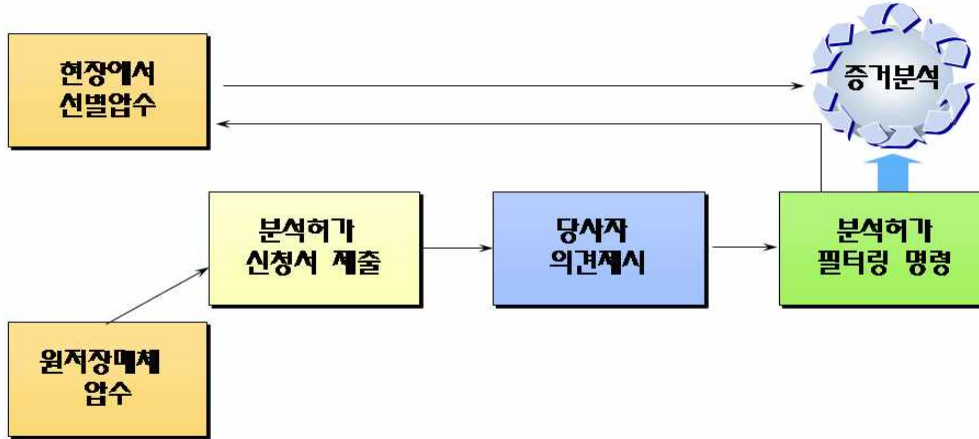 현장에서
선별압수
증거분석
분석허가
신청서 제출
당사자
의견제시
분석허가
필터링 명령
원저장매체
압수